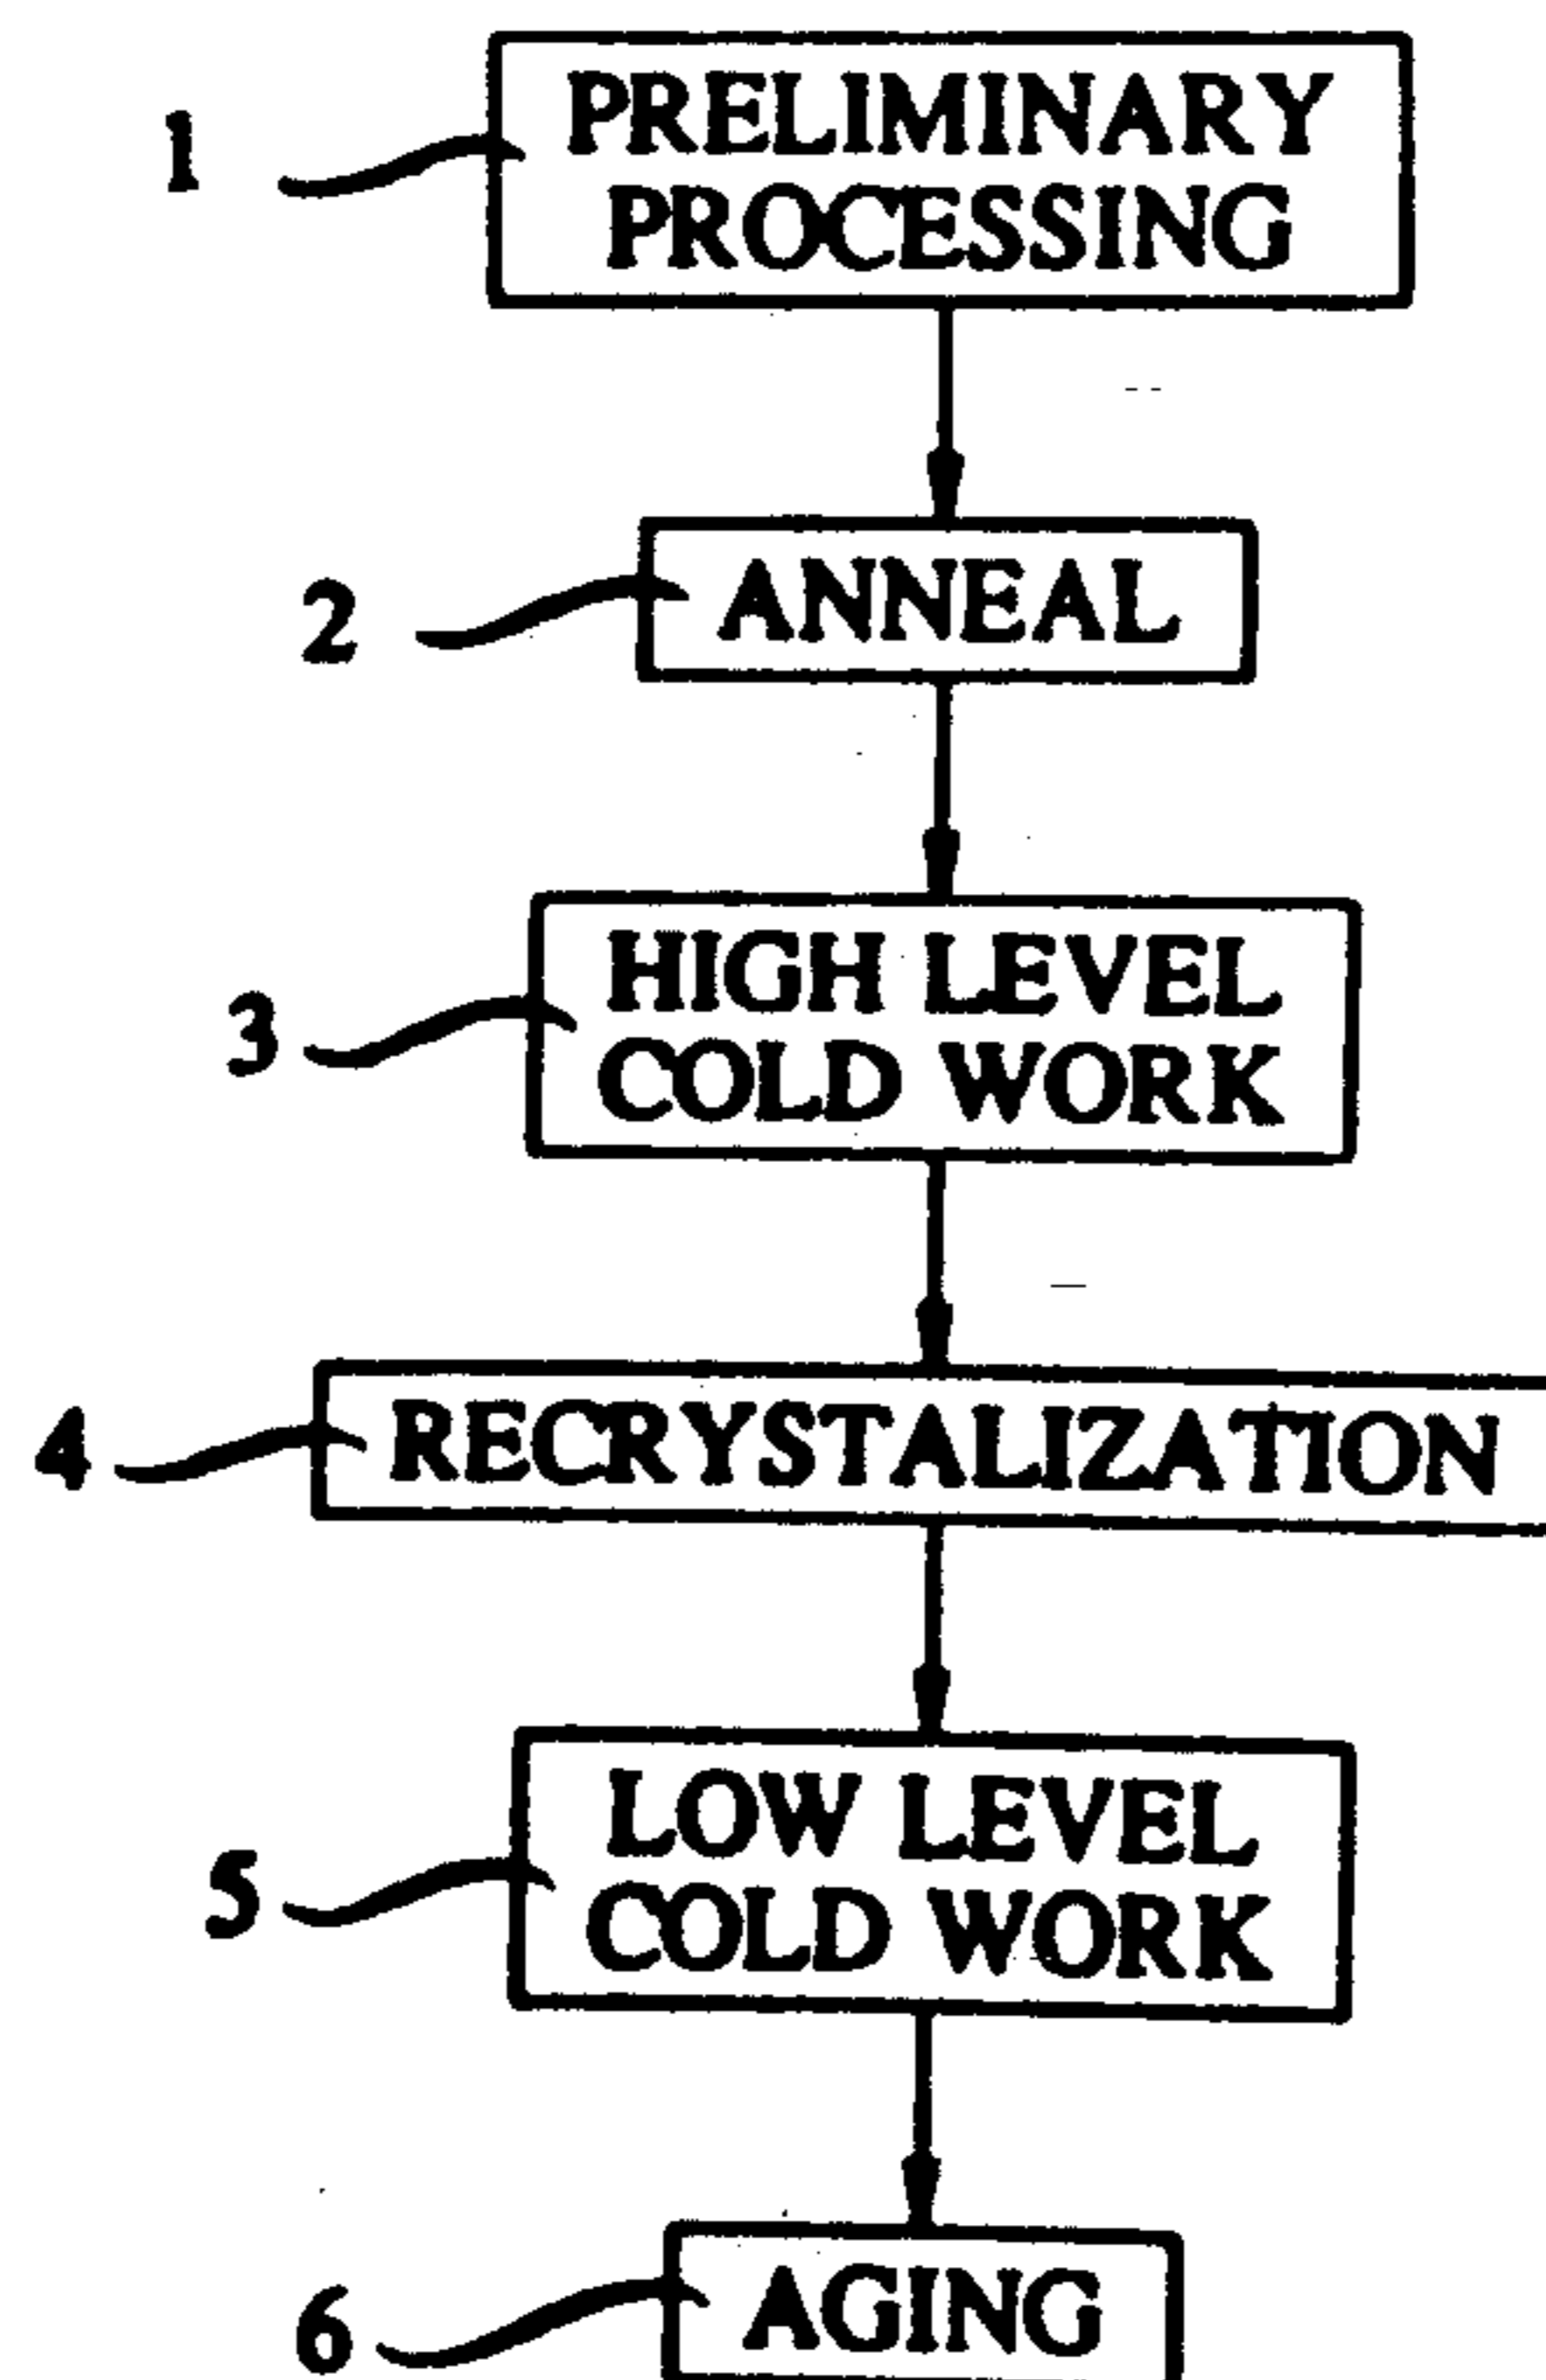 1
PRELIMINARY
PROCESSING
2
ANNEAL
3
HIGH LEVEL
COLD WORK
4
RECRYSTALIZATION
5
LOW LEVEL
COLD WORK
6
AGING